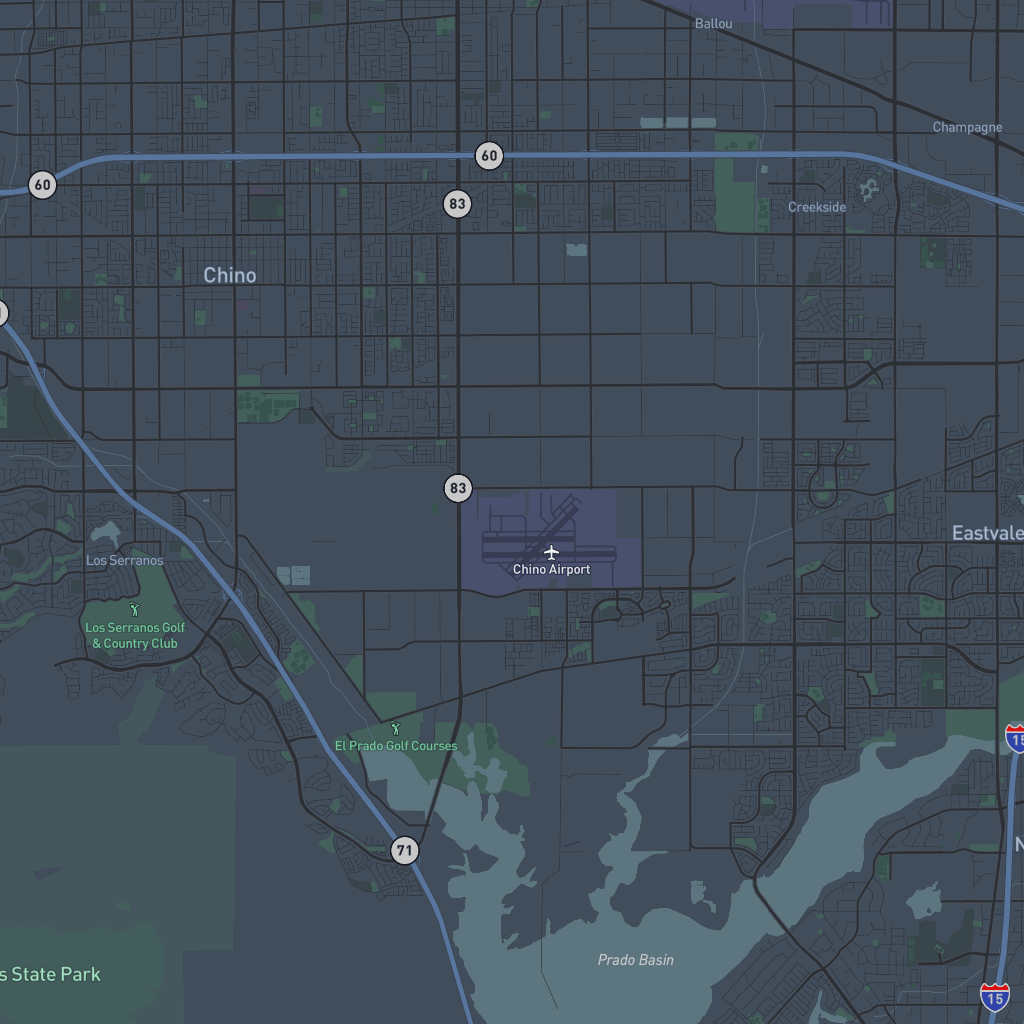 Ballou
Champagne
60
60
83
Creekside
Chino
83
Chino Airport
Eastvale
Los Serranos
Los Serranos Golf
& Country Club
El Prado Golf Courses
15
71
Prado Basin
s State Park
15